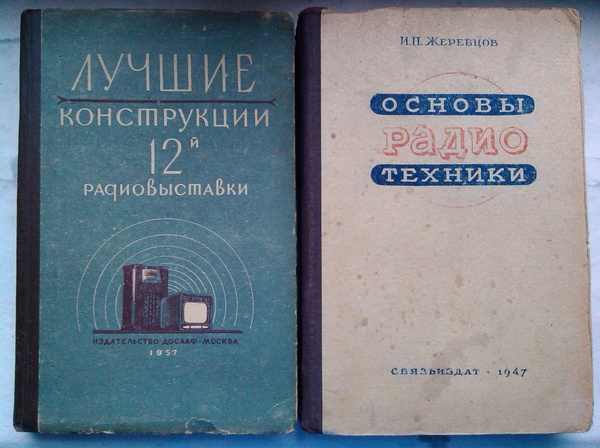 ЛУЧШИЕ
КОНСТРУКЦИИ
12й
РАДИОВЫСТАВКИ
ИЗДАТЕЛЬСТВО ДОСААФ-МОСКВА
1957
И.П. ЖЕРЕБЦОВ
ОСНОВЫ
РАДИО
ТЕХНИКИ
СВЯЗЬИЗДАТ · 1947